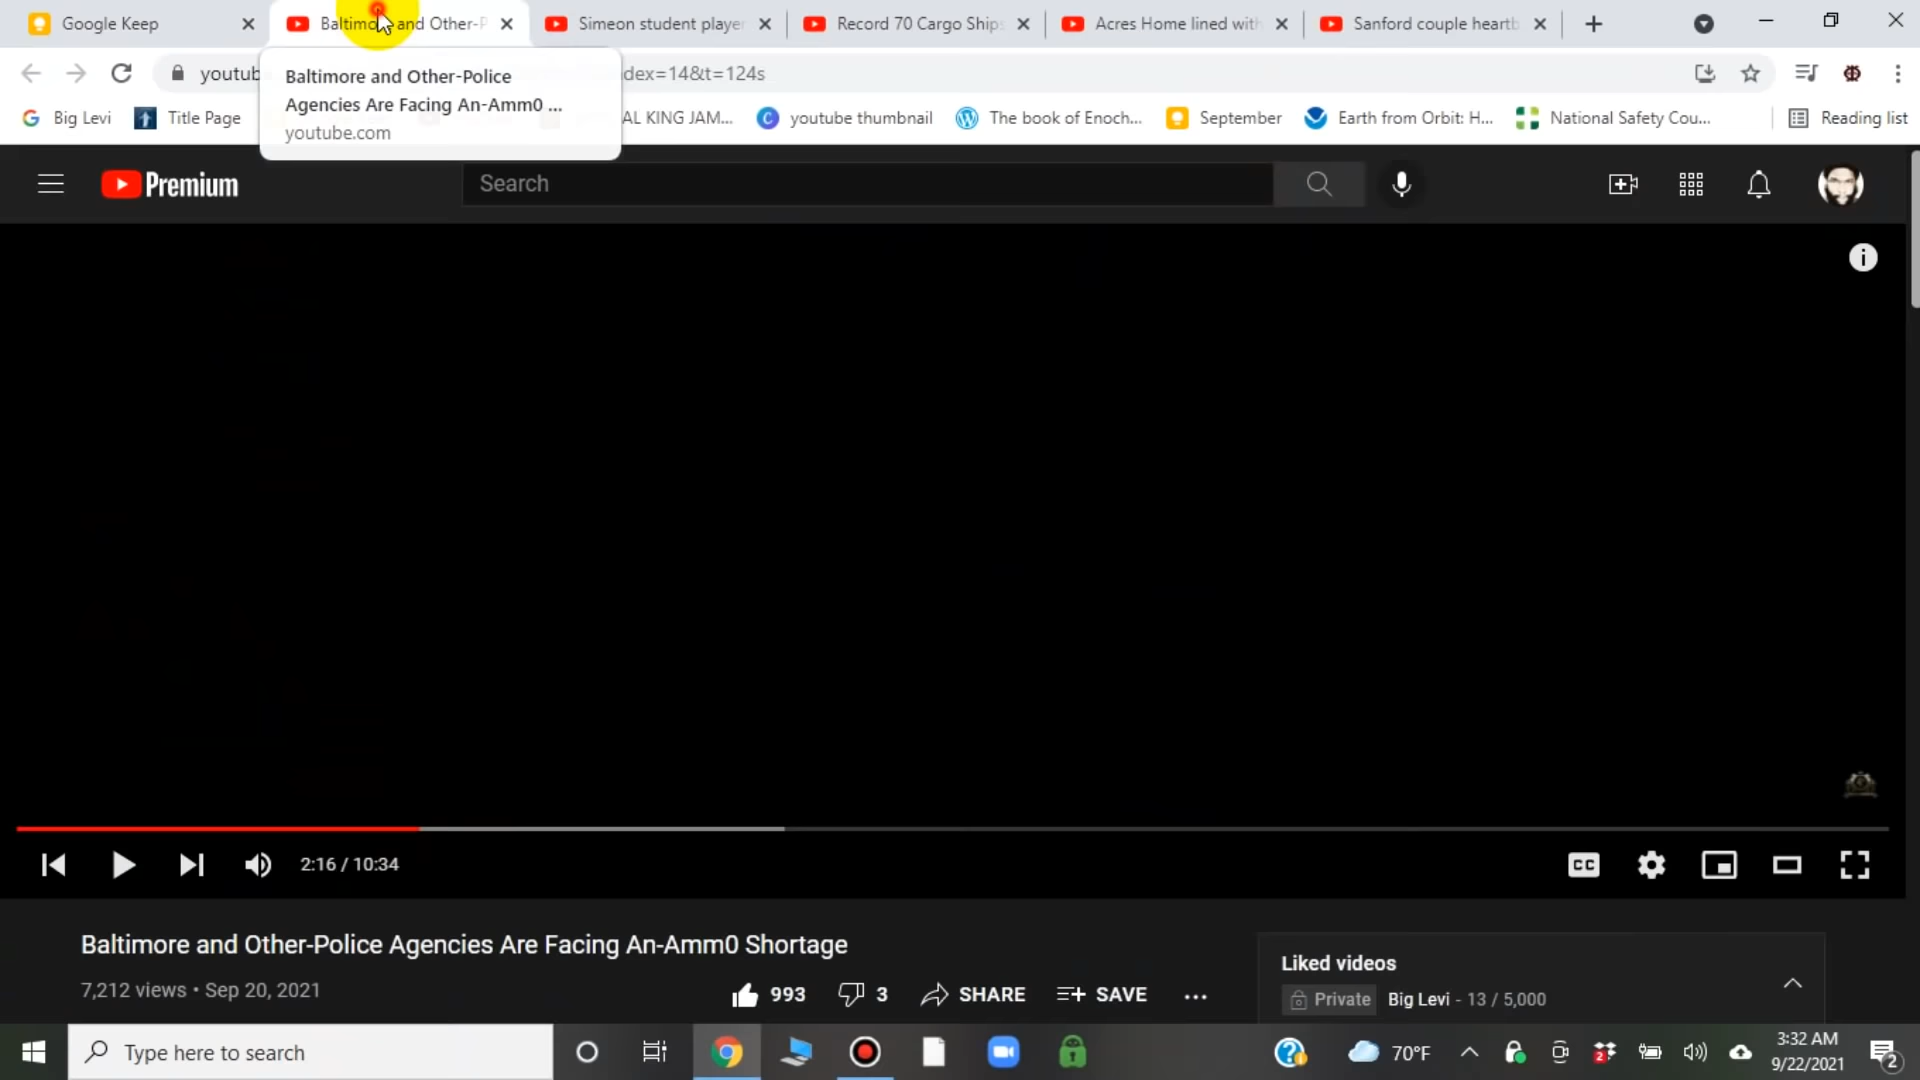 Google Keep
Baltimore and Other-P
Simeon student player
Record 70 Cargo Ships
Acres Home lined with
Sanford couple heartb
youtub
ndex=14&t=124s
Baltimore and Other-Police
Agencies Are Facing An-Amm0 ...
youtube.com
Big Levi
Title Page
AL KING JAM...
youtube thumbnail
The book of Enoch...
September
Earth from Orbit: H...
National Safety Cou...
Reading list
Premium
Search
2:16 / 10:34
CC
Baltimore and Other-Police Agencies Are Facing An-Amm0 Shortage
7,212 views • Sep 20, 2021
993
3
SHARE
SAVE
Liked videos
Private
Big Levi - 13 / 5,000
Type here to search
70°F
2
3:32 AM
9/22/2021
2